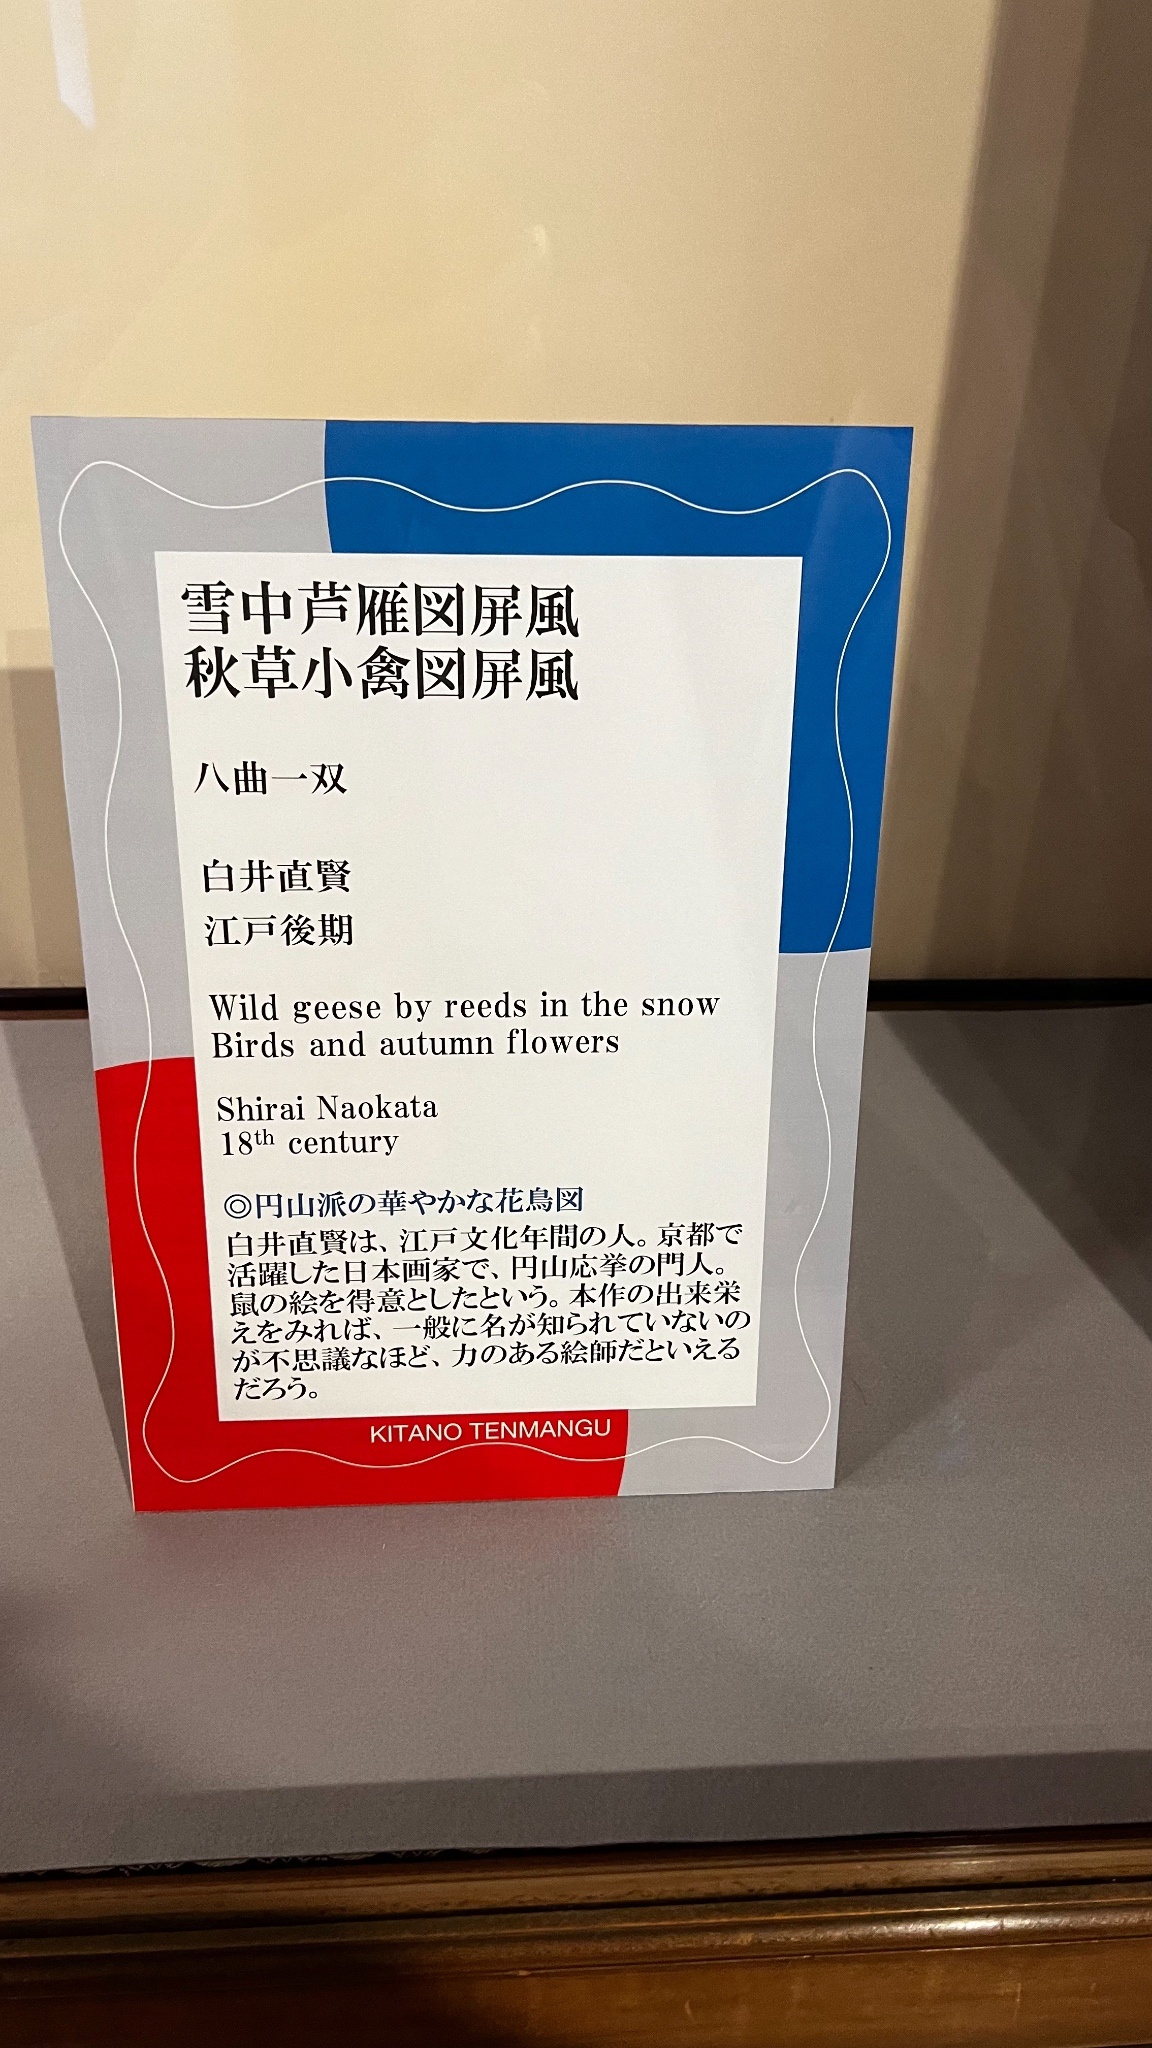 雪中芦雁図屏風
秋草小禽図屏風
八曲一双
白井直賢
江戸後期
Wild geese by reeds in the snow
Birds and autumn flowers
Shirai Naokata
18th century
◎円山派の華やかな花鳥図
白井直賢は、江戸文化年間の人。京都で
活躍した日本画家で、円山応挙の門人。
鼠の絵を得意としたという。本作の出来栄
えをみれば、一般に名が知られていないの
が不思議なほど、力のある絵師だといえる
だろう。
KITANO TENMANGU